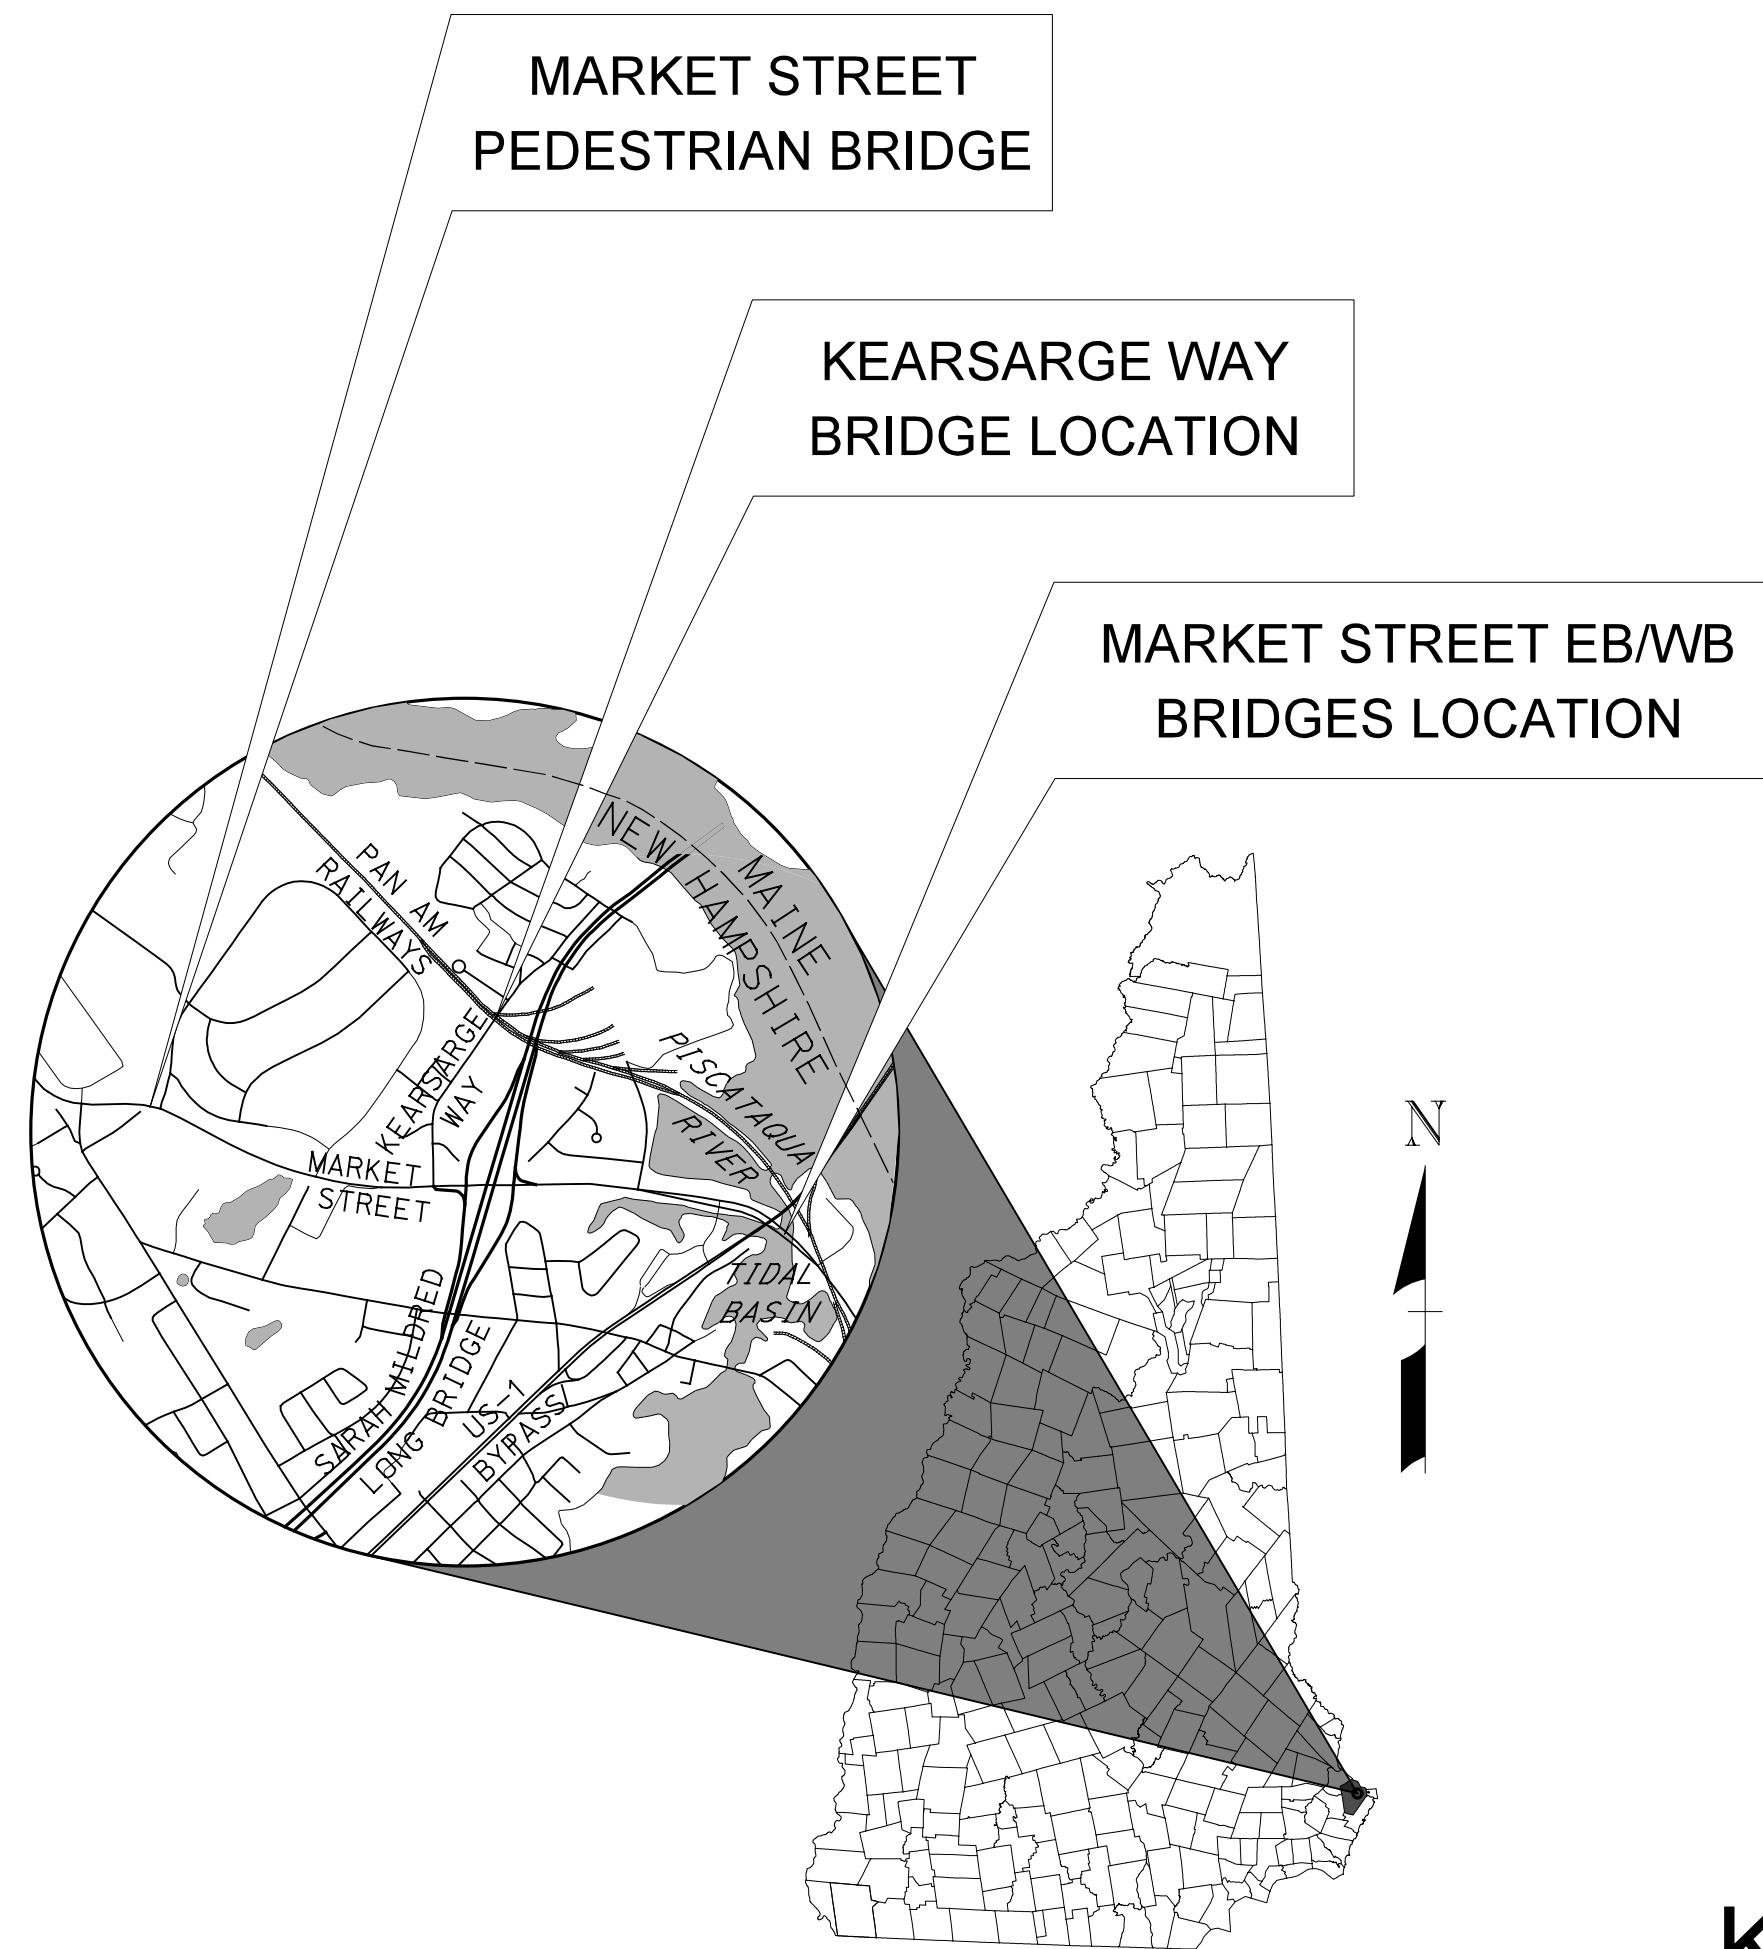 MARKET STREET
PEDESTRIAN BRIDGE
KEARSARGE WAY
BRIDGE LOCATION
MARKET STREET EB/WB
BRIDGES LOCATION
NEW HAMPSHIRE
MAINE
PAN AM
RAILWAYS
PISCATAQUA
RIVER
KEARSARGE
WAY
MARKET
STREET
TIDAL
BASIN
SARAH MILDRED
LONG BRIDGE
US-1
BYPASS
N